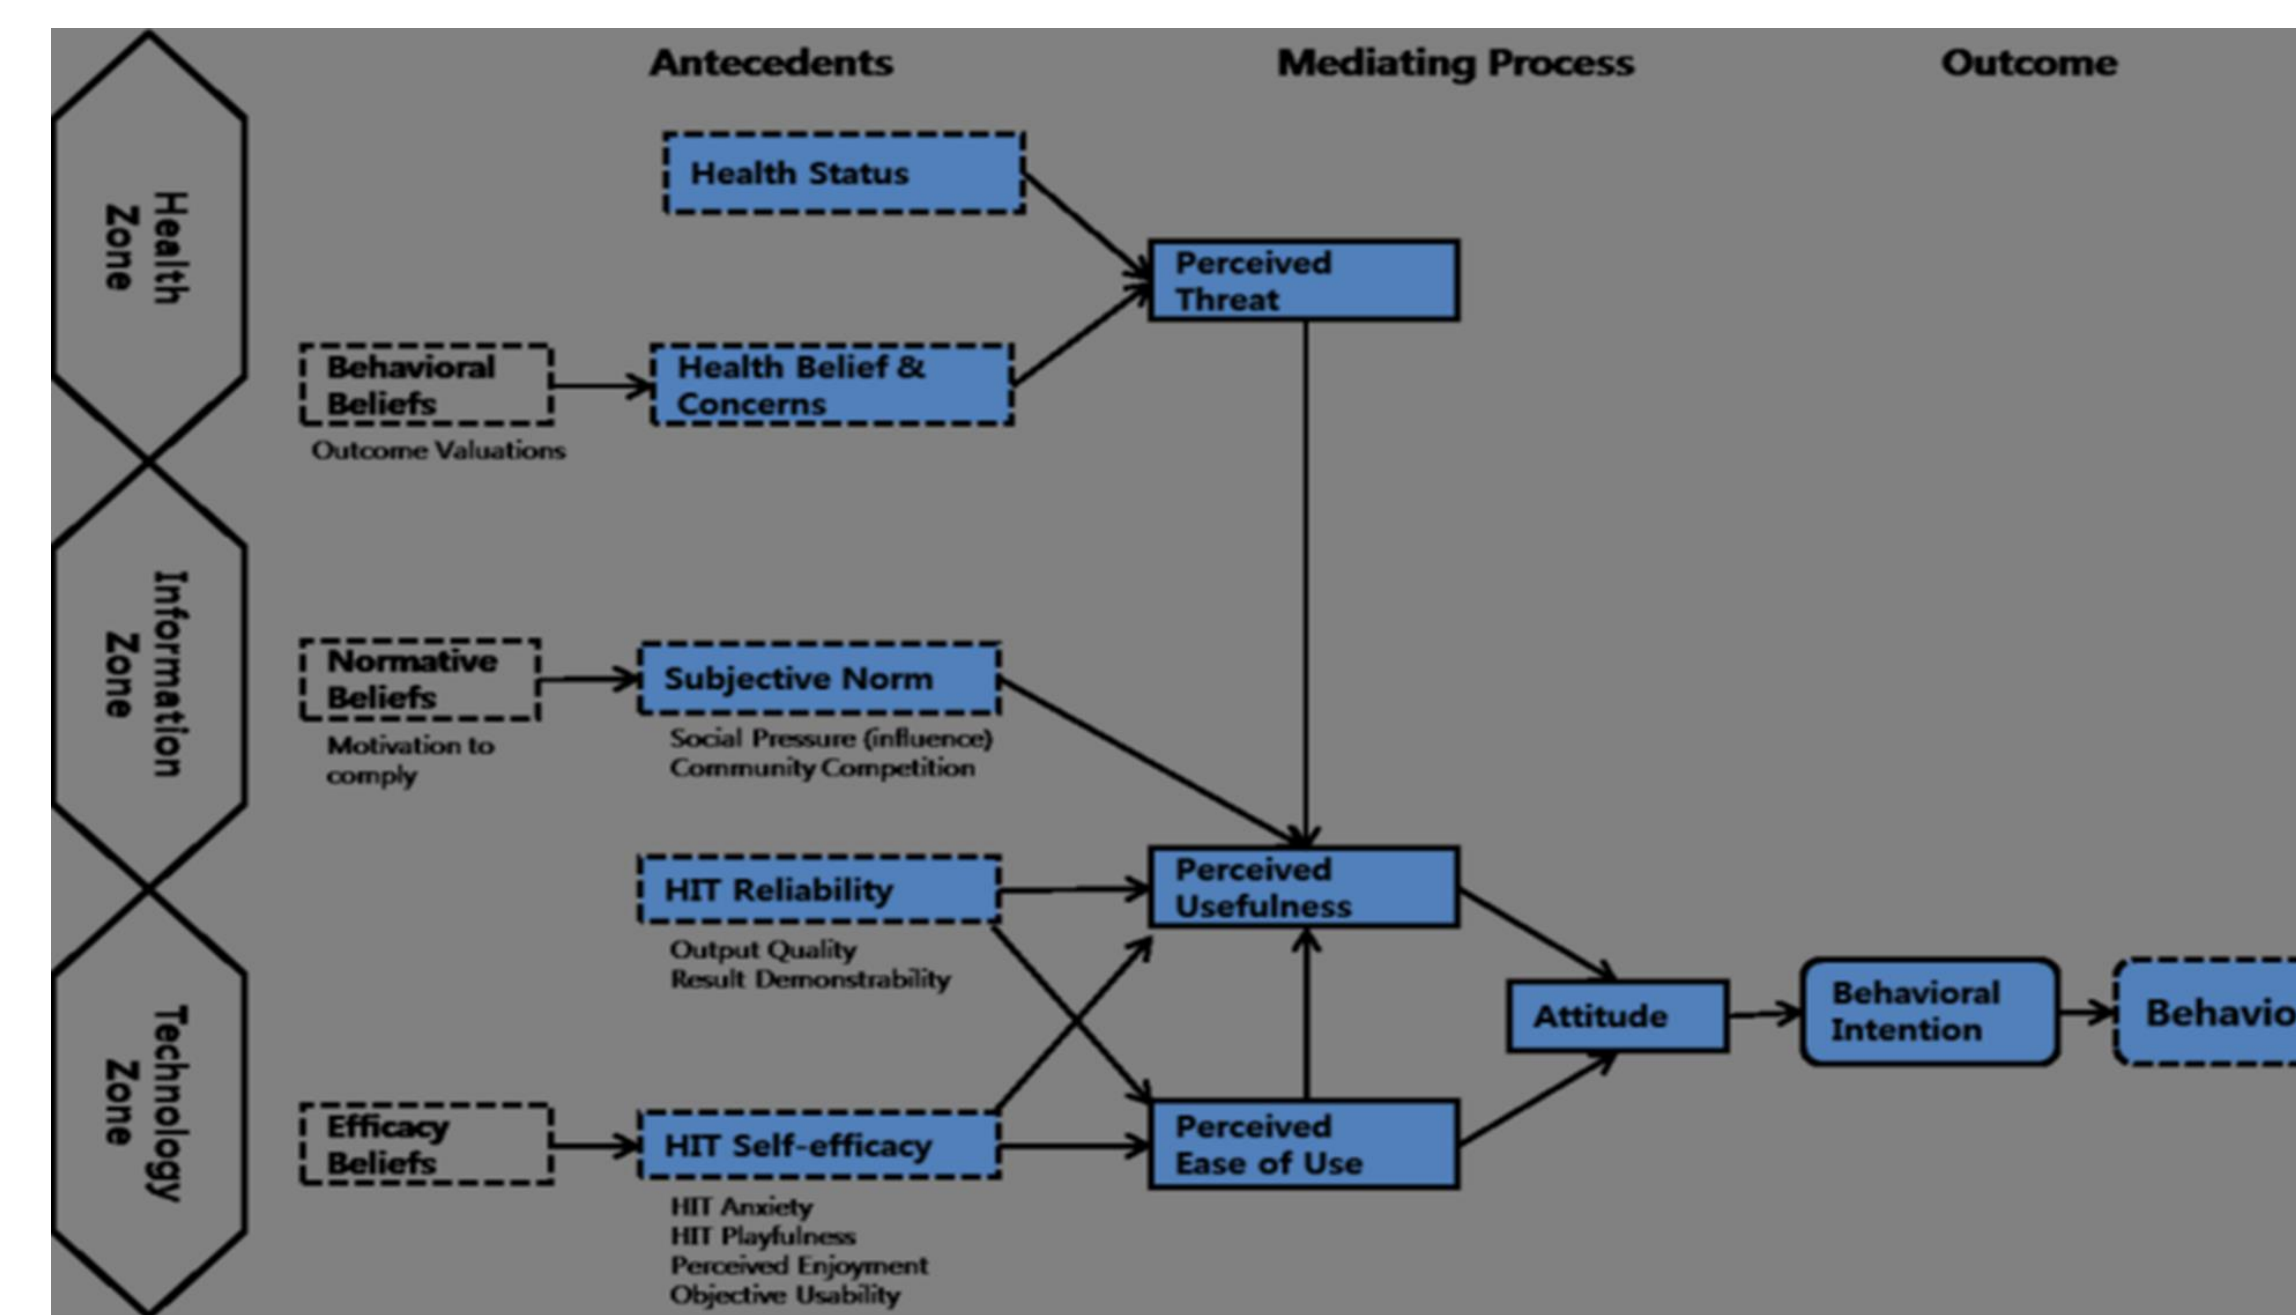 Antecedents
Mediating Process
Outcome
Health
Zone
Health Status
Perceived
Threat
Behavioral
Beliefs
Outcome Valuations
Health Belief &
Concerns
Information
Zone
Normative
Beliefs
Motivation to
comply
Subjective Norm
Social Pressure (influence)
Community Competition
HIT Reliability
Output Quality
Result Demonstrability
Perceived
Usefulness
Technology
Zone
Efficacy
Beliefs
HIT Self-efficacy
HIT Anxiety
HIT Playfulness
Perceived Enjoyment
Objective Usability
Perceived
Ease of Use
Attitude
Behavioral
Intention
Behavio